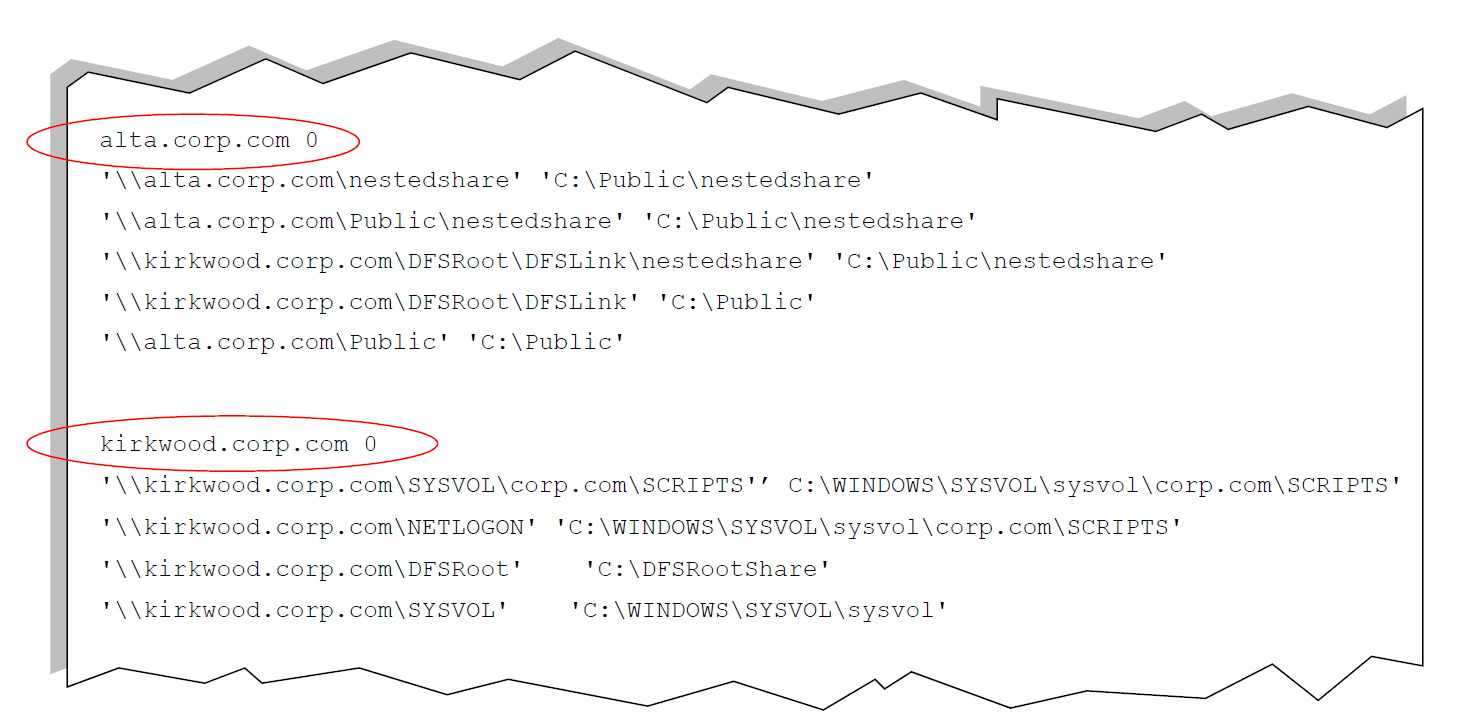 alta.corp.com 0
'\\alta.corp.com\nestedshare' 'C:\Public\nestedshare'
'\\alta.corp.com\Public\nestedshare' 'C:\Public\nestedshare'
'\\kirkwood.corp.com\DFSRoot\DFSLink\nestedshare' 'C:\Public\nestedshare'
'\\kirkwood.corp.com\DFSRoot\DFSLink' 'C:\Public'
'\\alta.corp.com\Public' 'C:\Public'
kirkwood.corp.com 0
'\\kirkwood.corp.com\SYSVOL\corp.com\SCRIPTS'’ C:\WINDOWS\SYSVOL\sysvol\corp.com\SCRIPTS'
'\\kirkwood.corp.com\NETLOGON' 'C:\WINDOWS\SYSVOL\sysvol\corp.com\SCRIPTS'
'\\kirkwood.corp.com\DFSRoot' 'C:\DFSRootShare'
'\\kirkwood.corp.com\SYSVOL' 'C:\WINDOWS\SYSVOL\sysvol'